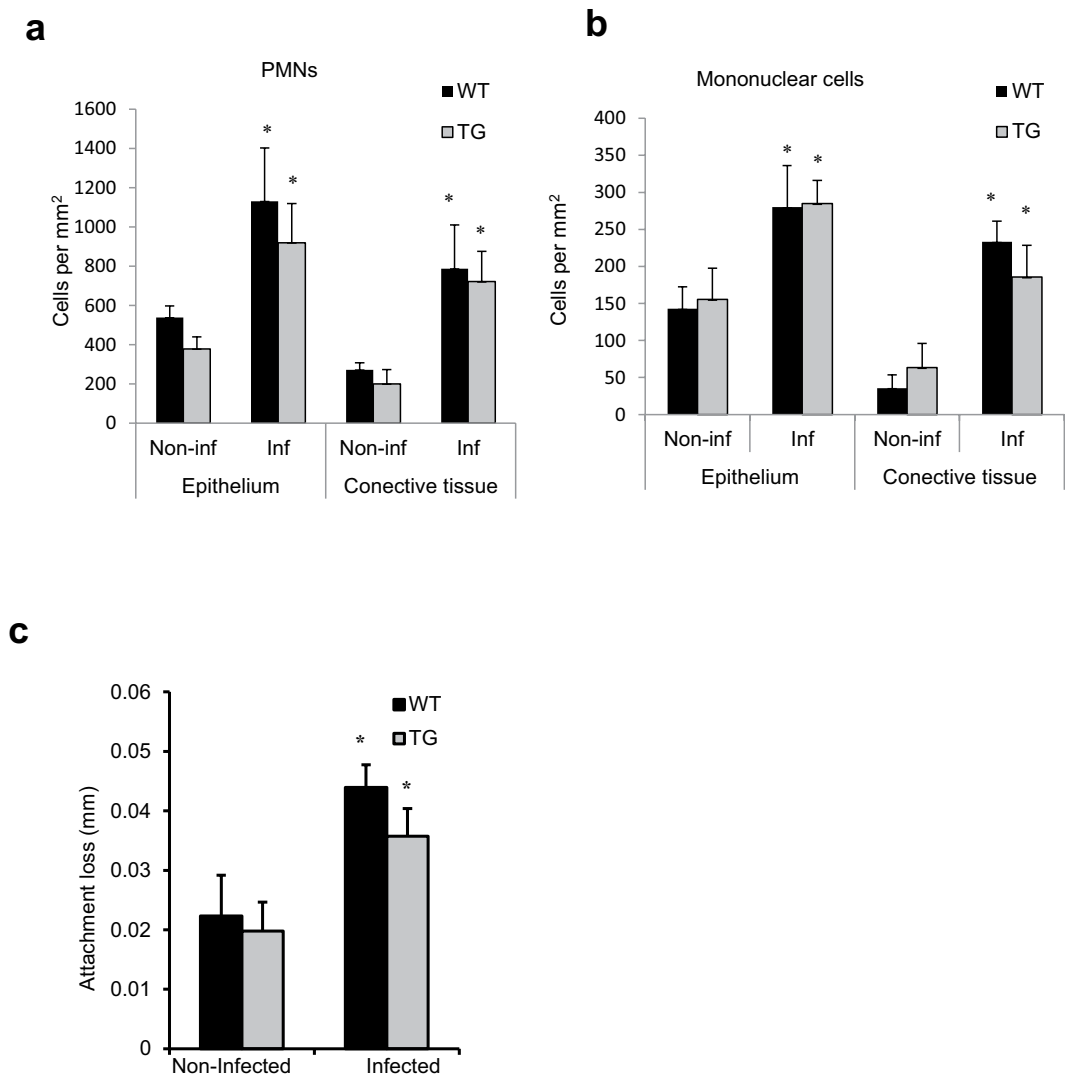 a
PMNs
WT
TG
1600
1400
1200
1000
800
600
400
200
0
Cells per mm2
* * * *
Non-inf Inf Non-inf Inf
Epithelium Conective tissue
b
Mononuclear cells
WT
TG
400
350
300
250
200
150
100
50
0
Cells per mm2
* * * *
Non-inf Inf Non-inf Inf
Epithelium Conective tissue
c
WT
TG
0.06
0.05
0.04
0.03
0.02
0.01
0
Attachment loss (mm)
* *
Non-Infected Infected